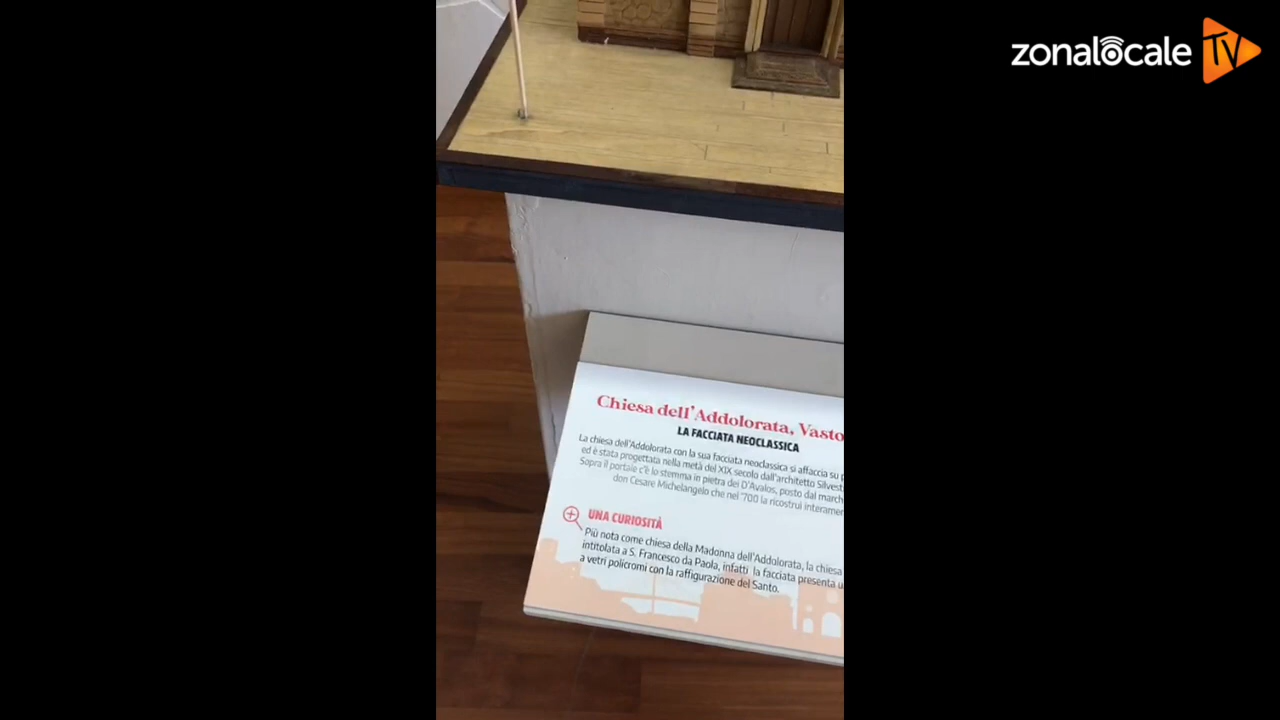 zonalocale TV
Chiesa dell'Addolorata, Vasto
LA FACCIATA NEOCLASSICA
La chiesa dell'Addolorata con la sua facciata neoclassica si affaccia su
ed è stata progettata nella metà del XIX secolo dall'architetto
Sopra il portale c'è lo stemma in pietra dei D'Avalos, posto dal
don Cesare Michelangelo che nel '700 la ricostruì
UNA CURIOSITÀ
Più nota come chiesa della Madonna dell'Addolorata, la chiesa
intitolata a S. Francesco da Paola, infatti la facciata presenta
a vetri policromi con la raffigurazione del Santo.